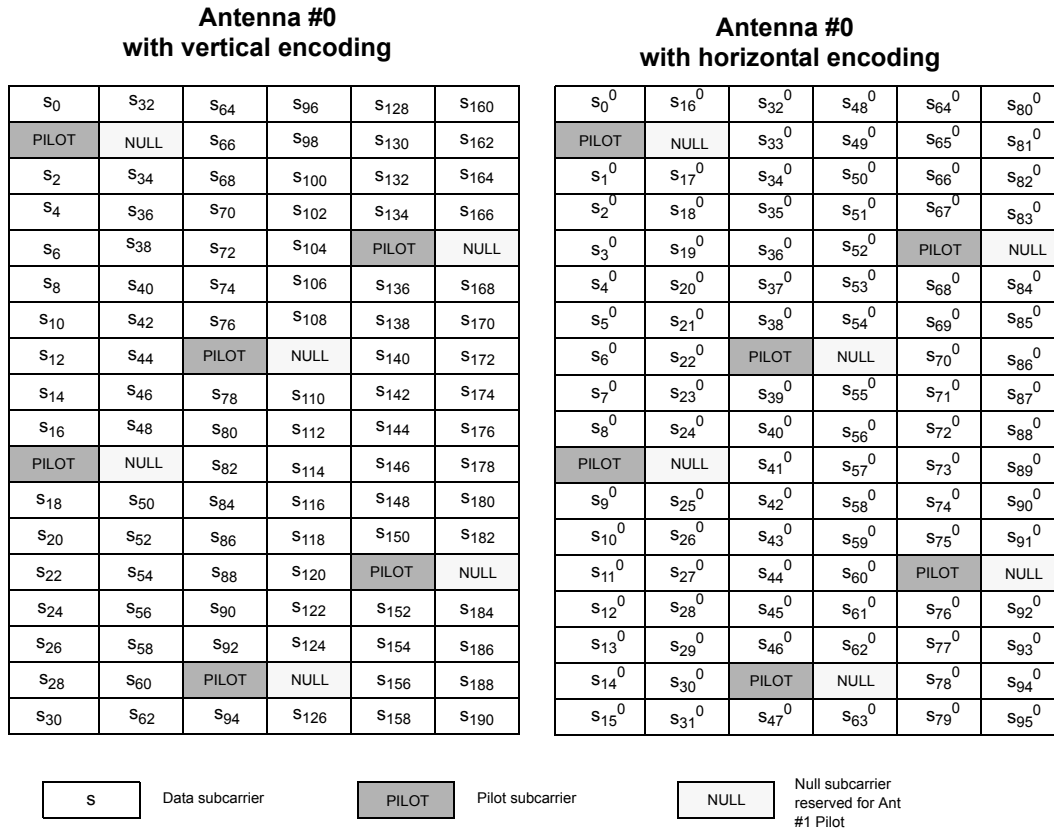 Antenna #0
with vertical encoding
s0 s32 s64 s96 s128 s160
PILOT NULL s66 s98 s130 s162
s2 s34 s68 s100 s132 s164
s4 s36 s70 s102 s134 s166
s6 s38 s72 s104 PILOT NULL
s8 s40 s74 s106 s136 s168
s10 s42 s76 s108 s138 s170
s12 s44 PILOT NULL s140 s172
s14 s46 s78 s110 s142 s174
s16 s48 s80 s112 s144 s176
PILOT NULL s82 s114 s146 s178
s18 s50 s84 s116 s148 s180
s20 s52 s86 s118 s150 s182
s22 s54 s88 s120 PILOT NULL
s24 s56 s90 s122 s152 s184
s26 s58 s92 s124 s154 s186
s28 s60 PILOT NULL s156 s188
s30 s62 s94 s126 s158 s190
Antenna #0
with horizontal encoding
s0^0 s16^0 s32^0 s48^0 s64^0 s80^0
PILOT NULL s33^0 s49^0 s65^0 s81^0
s1^0 s17^0 s34^0 s50^0 s66^0 s82^0
s2^0 s18^0 s35^0 s51^0 s67^0 s83^0
s3^0 s19^0 s36^0 s52^0 PILOT NULL
s4^0 s20^0 s37^0 s53^0 s68^0 s84^0
s5^0 s21^0 s38^0 s54^0 s69^0 s85^0
s6^0 s22^0 PILOT NULL s70^0 s86^0
s7^0 s23^0 s39^0 s55^0 s71^0 s87^0
s8^0 s24^0 s40^0 s56^0 s72^0 s88^0
PILOT NULL s41^0 s57^0 s73^0 s89^0
s9^0 s25^0 s42^0 s58^0 s74^0 s90^0
s10^0 s26^0 s43^0 s59^0 s75^0 s91^0
s11^0 s27^0 s44^0 s60^0 PILOT NULL
s12^0 s28^0 s45^0 s61^0 s76^0 s92^0
s13^0 s29^0 s46^0 s62^0 s77^0 s93^0
s14^0 s30^0 PILOT NULL s78^0 s94^0
s15^0 s31^0 s47^0 s63^0 s79^0 s95^0
s Data subcarrier
PILOT Pilot subcarrier
NULL Null subcarrier
reserved for Ant
#1 Pilot